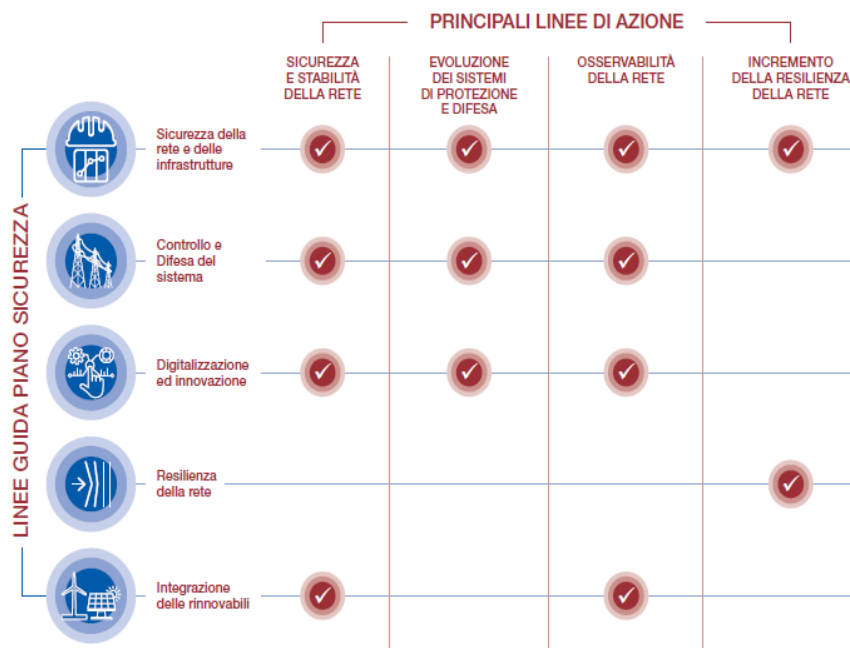 PRINCIPALI LINEE DI AZIONE
SICUREZZA
E STABILITÀ
DELLA RETE
EVOLUZIONE
DEI SISTEMI
DI PROTEZIONE
E DIFESA
OSSERVABILITÀ
DELLA RETE
INCREMENTO
DELLA RESILIENZA
DELLA RETE
LINEE GUIDA PIANO SICUREZZA
Sicurezza della
rete e delle
infrastrutture
Controllo e
Difesa del
sistema
Digitalizzazione
ed innovazione
Resilienza
della rete
Integrazione
delle rinnovabili